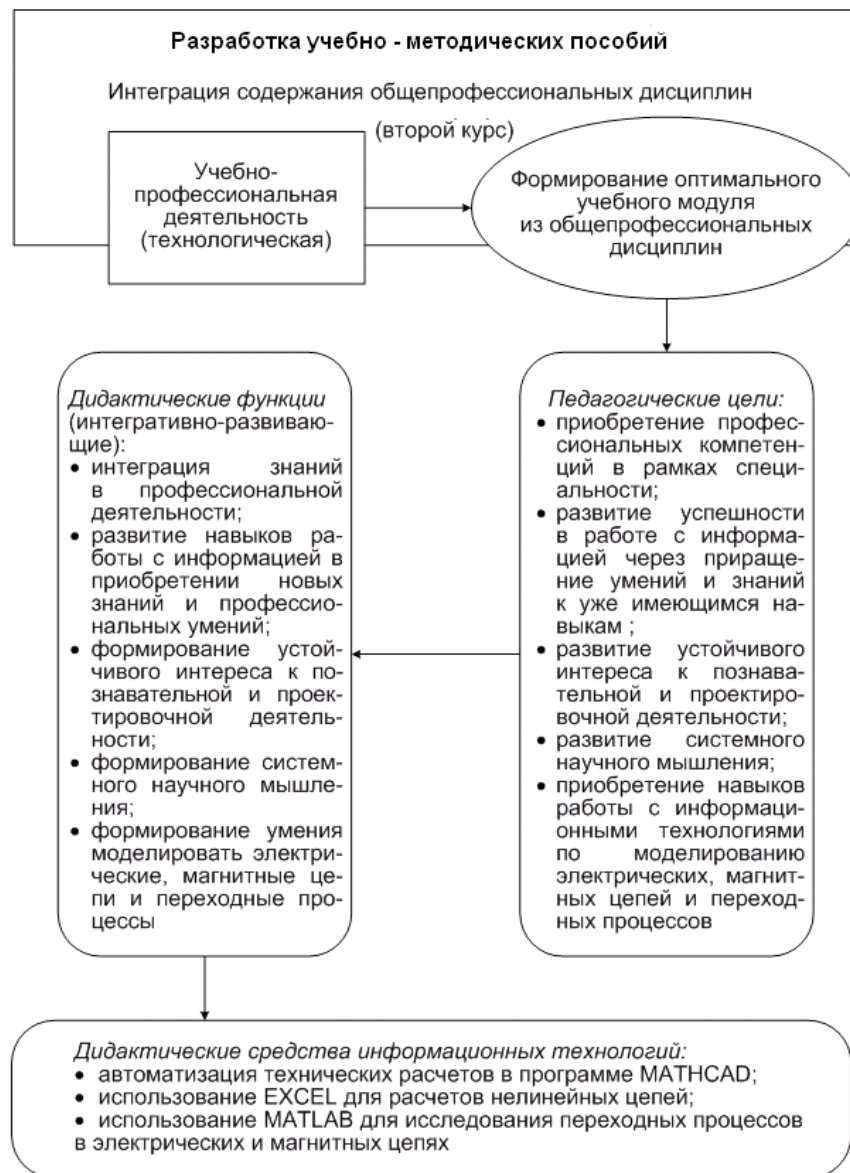 Разработка учебно - методических пособий
Интеграция содержания общепрофессиональных дисциплин
(второй курс)
Учебно-
профессиональная
деятельность
(технологическая)
Формирование оптимального
учебного модуля
из общепрофессиональных
дисциплин
Дидактические функции
(интегративно-развиваю-
щие):
• интеграция знаний
в профессиональной
деятельности;
• развитие навыков ра-
боты с информацией в
приобретении новых
знаний и профессио-
нальных умений;
• формирование устой-
чивого интереса к по-
знавательной и проек-
тировочной деятель-
ности;
• формирование систем-
ного научного мышле-
ния;
• формирование умения
моделировать электри-
ческие, магнитные це-
пи и переходные про-
цессы
Педагогические цели:
• приобретение профес-
сиональных компетен-
ций в рамках специ-
альности;
• развитие успешности
в работе с информа-
цией через прираще-
ние умений и знаний
к уже имеющимся на-
выкам ;
• развитие устойчивого
интереса к познава-
тельной и проектиро-
вочной деятельности;
• развитие системного
научного мышления;
• приобретение навыков
работы с информаци-
онными технологиями
по моделированию
электрических, магнит-
ных цепей и переход-
ных процессов
Дидактические средства информационных технологий:
• автоматизация технических расчетов в программе MATHCAD;
• использование EXCEL для расчетов нелинейных цепей;
• использование MATLAB для исследования переходных процессов
в электрических и магнитных цепях